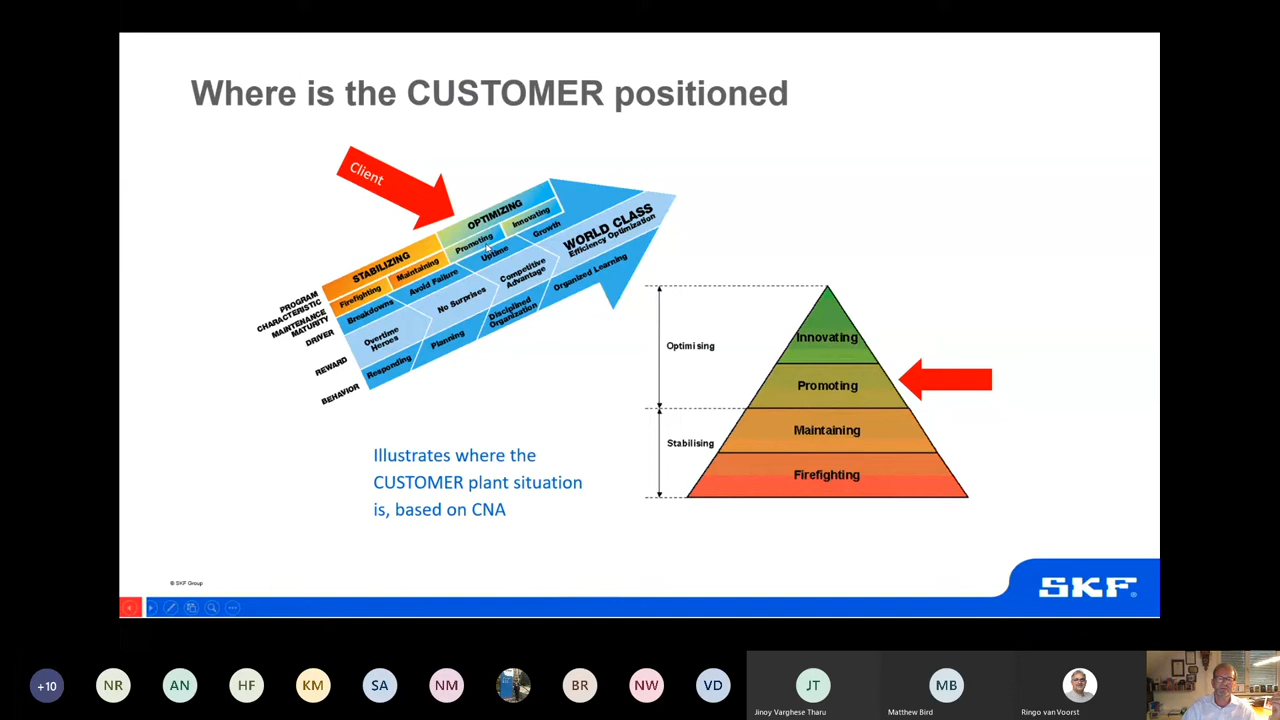 Where is the CUSTOMER positioned
Client
OPTIMIZING
Promoting
Innovating
STABILIZING
Firefighting
Maintaining
WORLD CLASS
Efficiency Optimization
Breakdowns
Avoid Failure
Uptime
Growth
Overtime
Heroes
No Surprises
Competitive
Advantage
Responding
Planning
Disciplined
Organization
Organized Learning
PROGRAM
CHARACTERISTIC
MAINTENANCE
MATURITY
DRIVER
REWARD
BEHAVIOR
Optimising
Stabilising
Innovating
Promoting
Maintaining
Firefighting
Illustrates where the
CUSTOMER plant situation
is, based on CNA
© SKF Group
SKF®
+10
NR
AN
HF
KM
SA
NM
BR
NW
VD
JT
Jinoy Varghese Tharu
MB
Matthew Bird
Ringo van Voorst